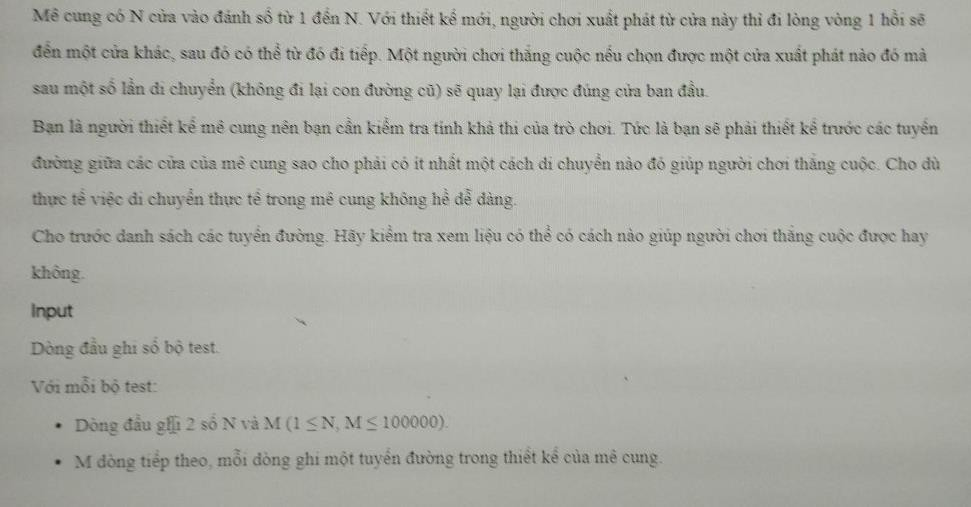 Mê cung có N cửa vào đánh số từ 1 đến N. Với thiết kế mới, người chơi xuất phát từ cửa này thì đi lòng vòng 1 hồi sẽ
đến một cửa khác, sau đó có thể từ đó đi tiếp. Một người chơi thắng cuộc nếu chọn được một cửa xuất phát nào đó mà
sau một số lần di chuyển (không đi lại con đường cũ) sẽ quay lại được đúng cửa ban đầu.
Bạn là người thiết kế mê cung nên bạn cần kiểm tra tính khả thi của trò chơi. Tức là bạn sẽ phải thiết kế trước các tuyến
đường giữa các cửa của mê cung sao cho phải có ít nhất một cách di chuyển nào đó giúp người chơi thắng cuộc. Cho dù
thực tế việc di chuyển thực tế trong mê cung không hề dễ dàng.
Cho trước danh sách các tuyến đường. Hãy kiểm tra xem liệu có thể có cách nào giúp người chơi thắng cuộc được hay
không.
Input
Dòng đầu ghi số bộ test.
Với mỗi bộ test:
• Dòng đầu ghi 2 số N và M (1 ≤ N, M ≤ 100000).
• M dòng tiếp theo, mỗi dòng ghi một tuyến đường trong thiết kế của mê cung.